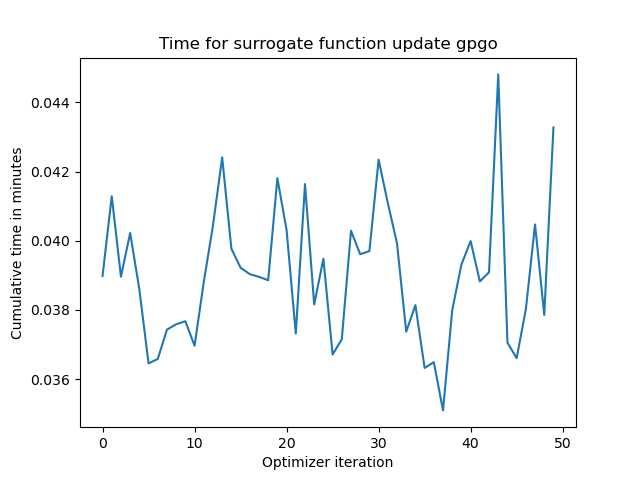 Time for surrogate function update gpgo
Cumulative time in minutes
0.044
0.042
0.040
0.038
0.036
0 10 20 30 40 50
Optimizer iteration